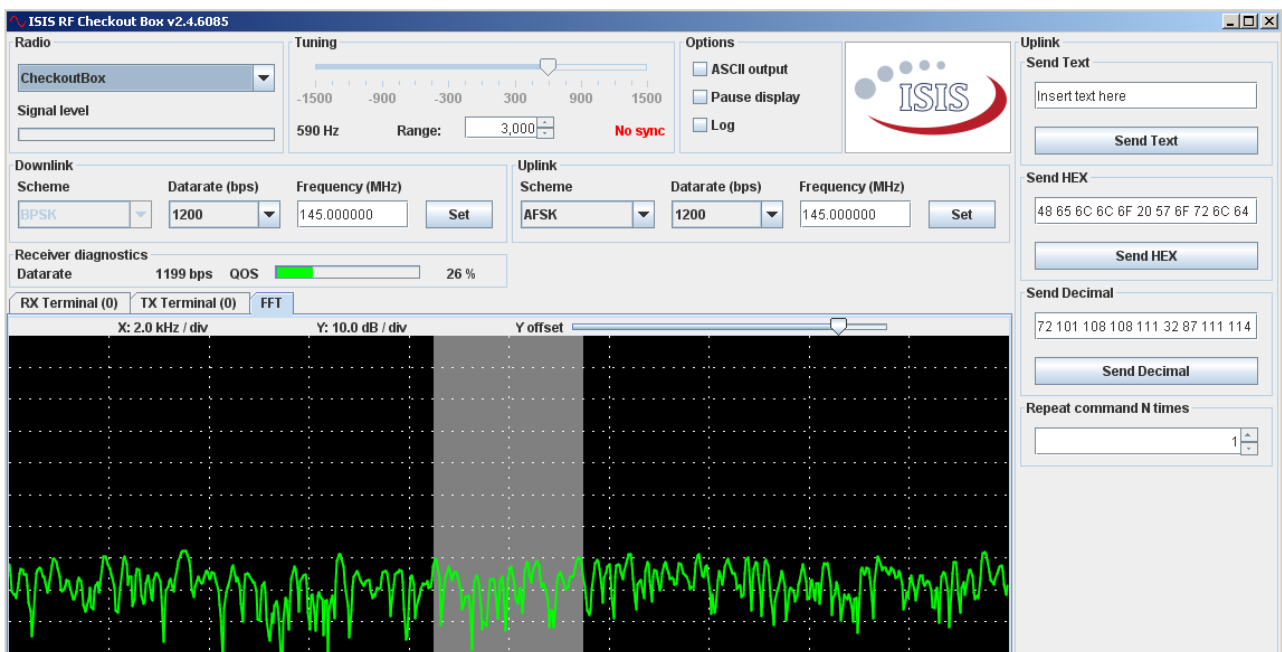 ISIS RF Checkout Box v2.4.6085
Radio
CheckoutBox
Signal level
Tuning
-1500 -900 -300 300 900 1500
590 Hz Range: 3,000 No sync
Options
ASCII output
Pause display
Log
ISIS
Downlink
Scheme Datarate (bps) Frequency (MHz)
BPSK 1200 145.000000 Set
Uplink
Scheme Datarate (bps) Frequency (MHz)
AFSK 1200 145.000000 Set
Receiver diagnostics
Datarate 1199 bps QOS 26 %
RX Terminal (0) TX Terminal (0) FFT
X: 2.0 kHz / div Y: 10.0 dB / div Y offset
Uplink
Send Text
Insert text here
Send Text
Send HEX
48 65 6C 6C 6F 20 57 6F 72 6C 64
Send HEX
Send Decimal
72 101 108 108 111 32 87 111 114
Send Decimal
Repeat command N times
1